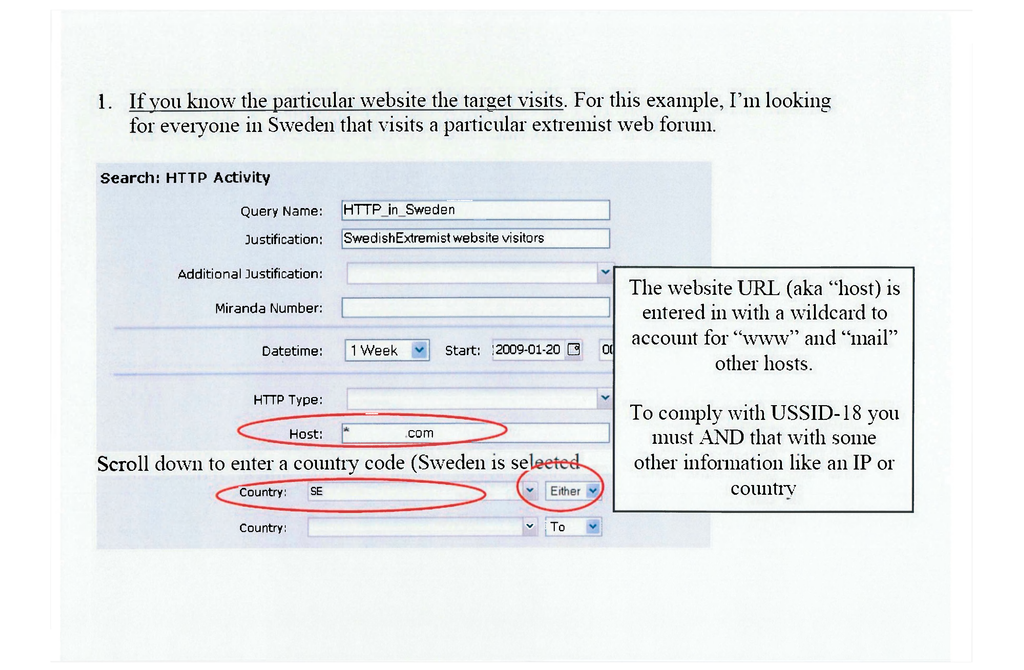 1. If you know the particular website the target visits. For this example, I'm looking
for everyone in Sweden that visits a particular extremist web forum.
Search: HTTP Activity
Query Name: HTTP_in_Sweden
Justification: SwedishExtremist website visitors
Additional Justification:
Miranda Number:
Datetime: 1 Week Start: 2009-01-20 00
HTTP Type:
Host: * .com
Scroll down to enter a country code (Sweden is selected
Country: SE Either
Country: To
The website URL (aka “host) is
entered in with a wildcard to
account for “www” and “mail”
other hosts.
To comply with USSID-18 you
must AND that with some
other information like an IP or
country